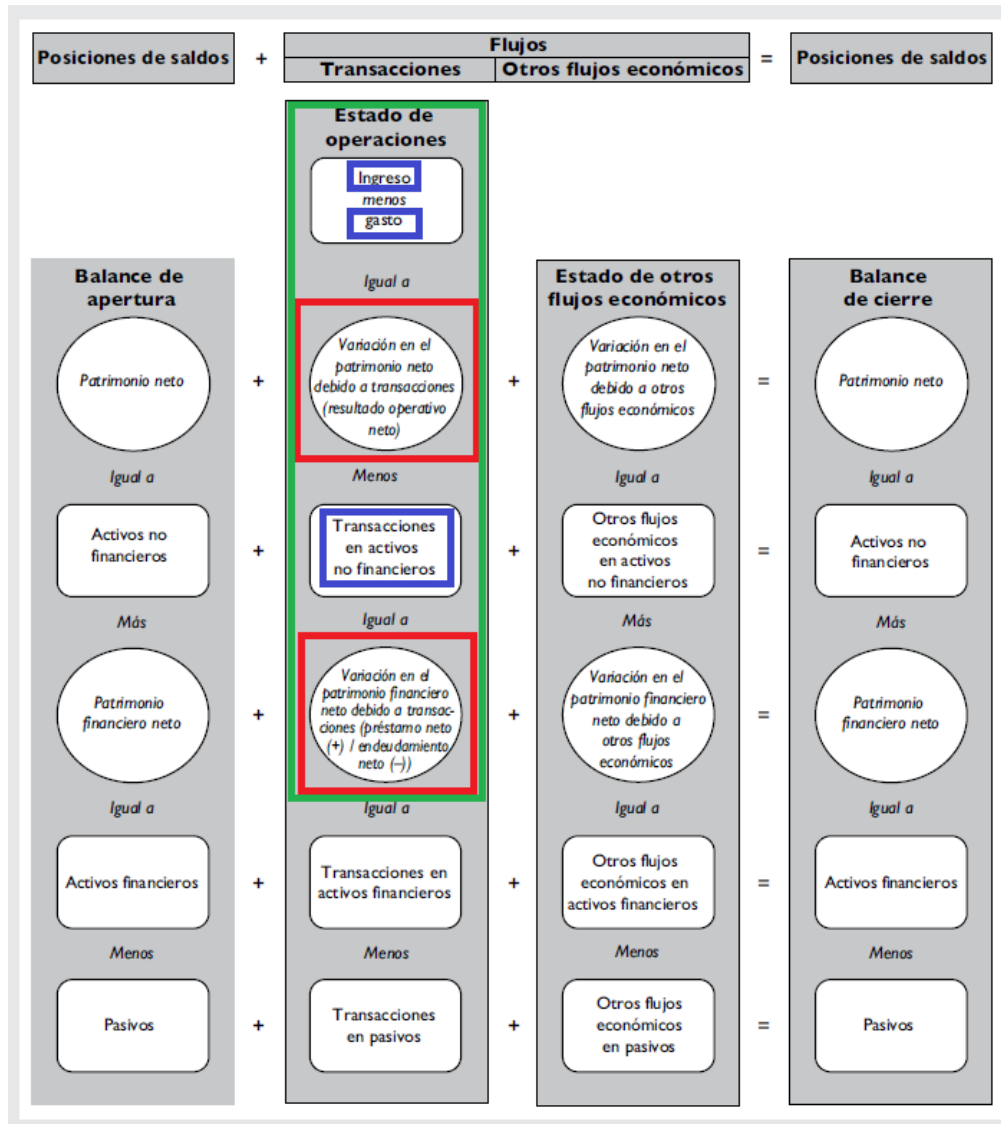 Posiciones de saldos
+
Flujos
Transacciones
Otros flujos económicos
=
Posiciones de saldos
Estado de
operaciones
Ingreso
menos
gasto
Igual a
Balance de
apertura
Estado de otros
flujos económicos
Balance
de cierre
Patrimonio neto
+
Variación en el
patrimonio neto
debido a transacciones
(resultado operativo
neto)
+
Variación en el
patrimonio neto
debido a otros
flujos económicos
=
Patrimonio neto
Igual a
Menos
Igual a
Igual a
Activos no
financieros
+
Transacciones
en activos
no financieros
+
Otros flujos
económicos
en activos
no financieros
=
Activos no
financieros
Más
Igual a
Más
Más
Patrimonio
financiero neto
+
Variación en el
patrimonio financiero
neto debido a transac-
ciones (préstamo neto
(+) / endeudamiento
neto (–))
+
Variación en el
patrimonio financiero
neto debido a
otros flujos
económicos
=
Patrimonio
financiero neto
Igual a
Igual a
Igual a
Igual a
Activos financieros
+
Transacciones en
activos financieros
+
Otros flujos
económicos en
activos financieros
=
Activos financieros
Menos
Menos
Menos
Menos
Pasivos
+
Transacciones
en pasivos
+
Otros flujos
económicos
en pasivos
=
Pasivos